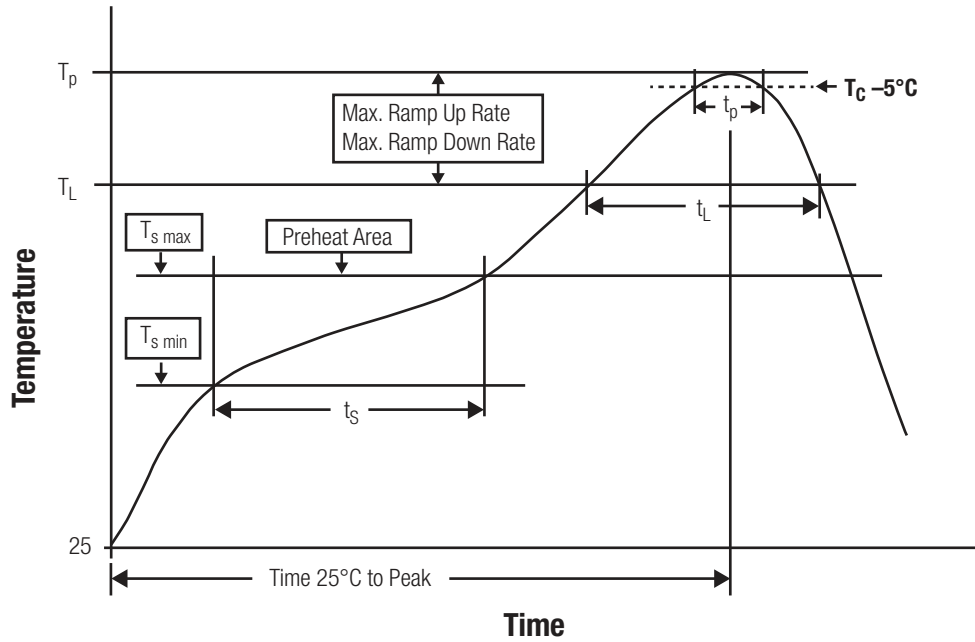 Tp
Tc –5°C
Max. Ramp Up Rate
Max. Ramp Down Rate
tp
TL
tL
Ts max
Preheat Area
Ts min
tS
Temperature
25
Time 25°C to Peak
Time